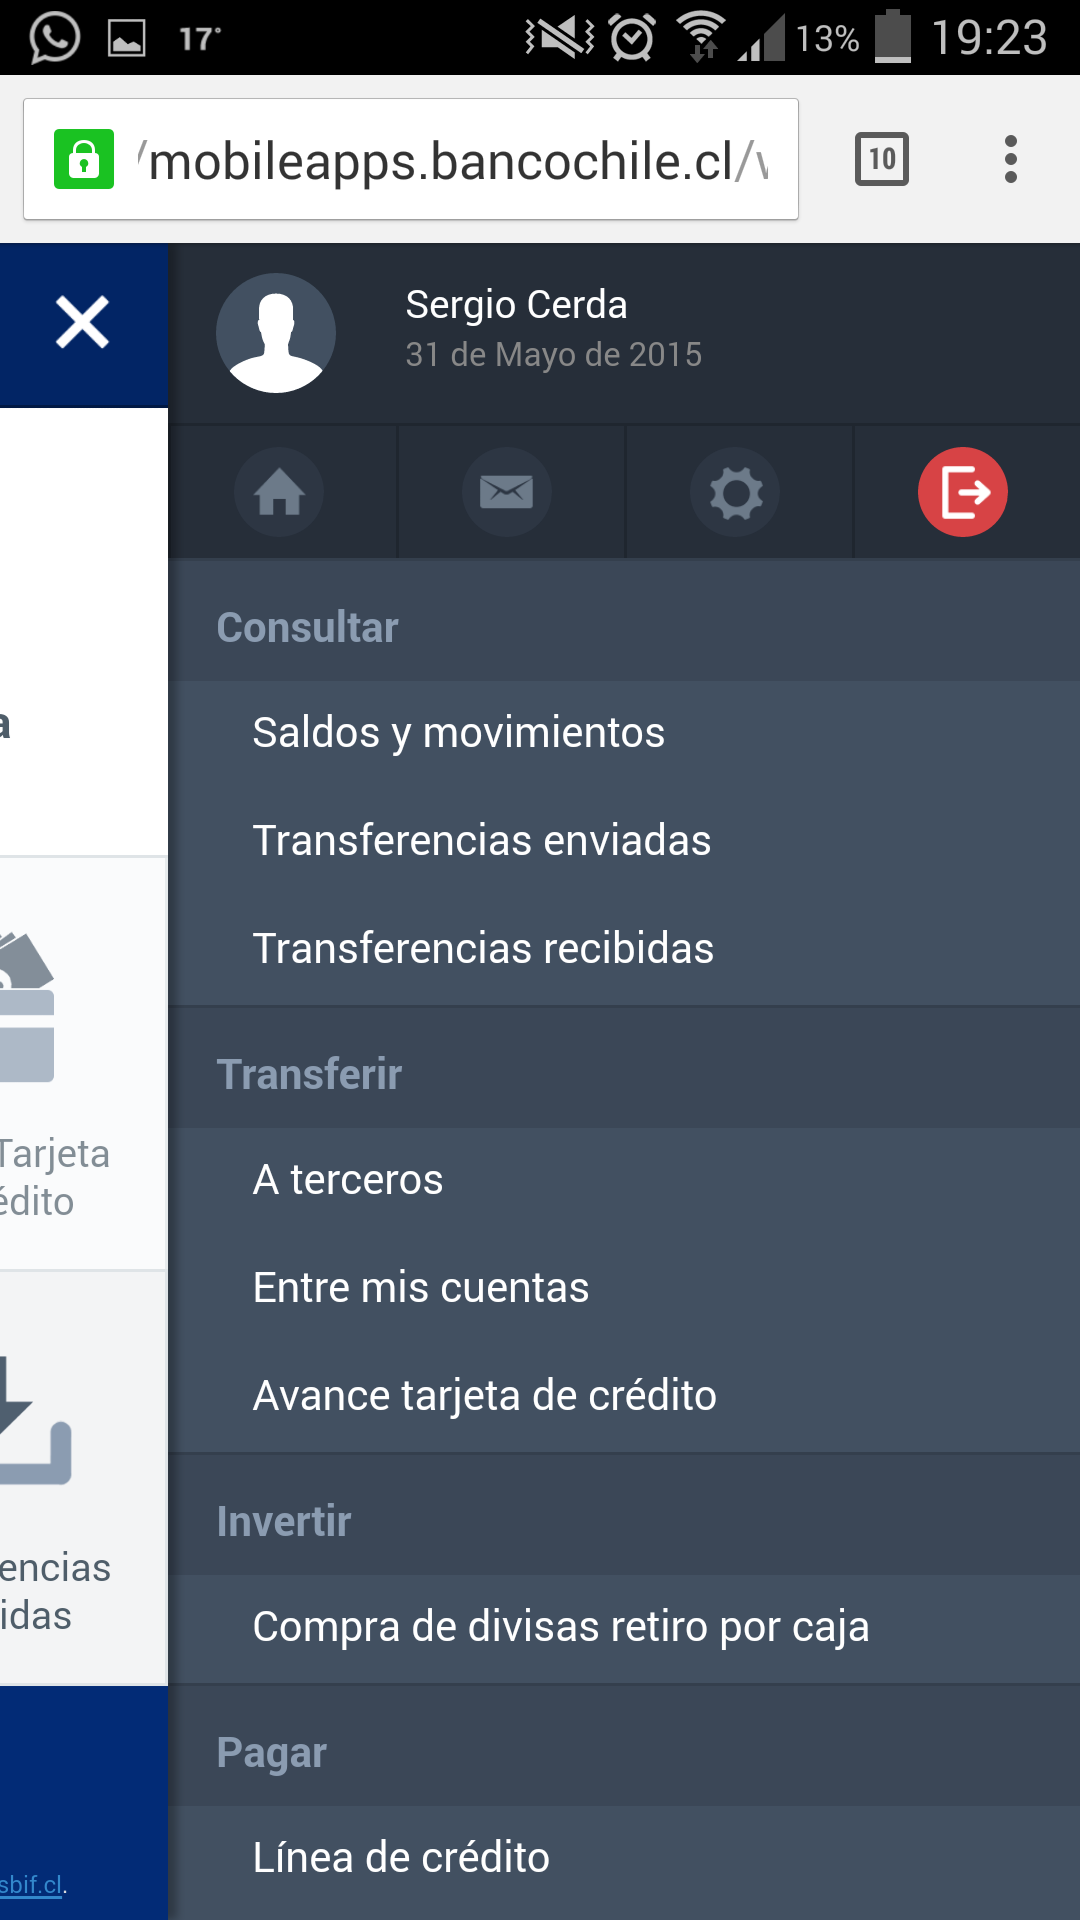 17°
13%
19:23
/mobileapps.bancochile.cl/
10
Sergio Cerda
31 de Mayo de 2015
Consultar
Saldos y movimientos
a
Transferencias enviadas
Transferencias recibidas
Transferir
Tarjeta
édito
A terceros
Entre mis cuentas
Avance tarjeta de crédito
Invertir
encias
idas
Compra de divisas retiro por caja
Pagar
Línea de crédito
sbif.cl.